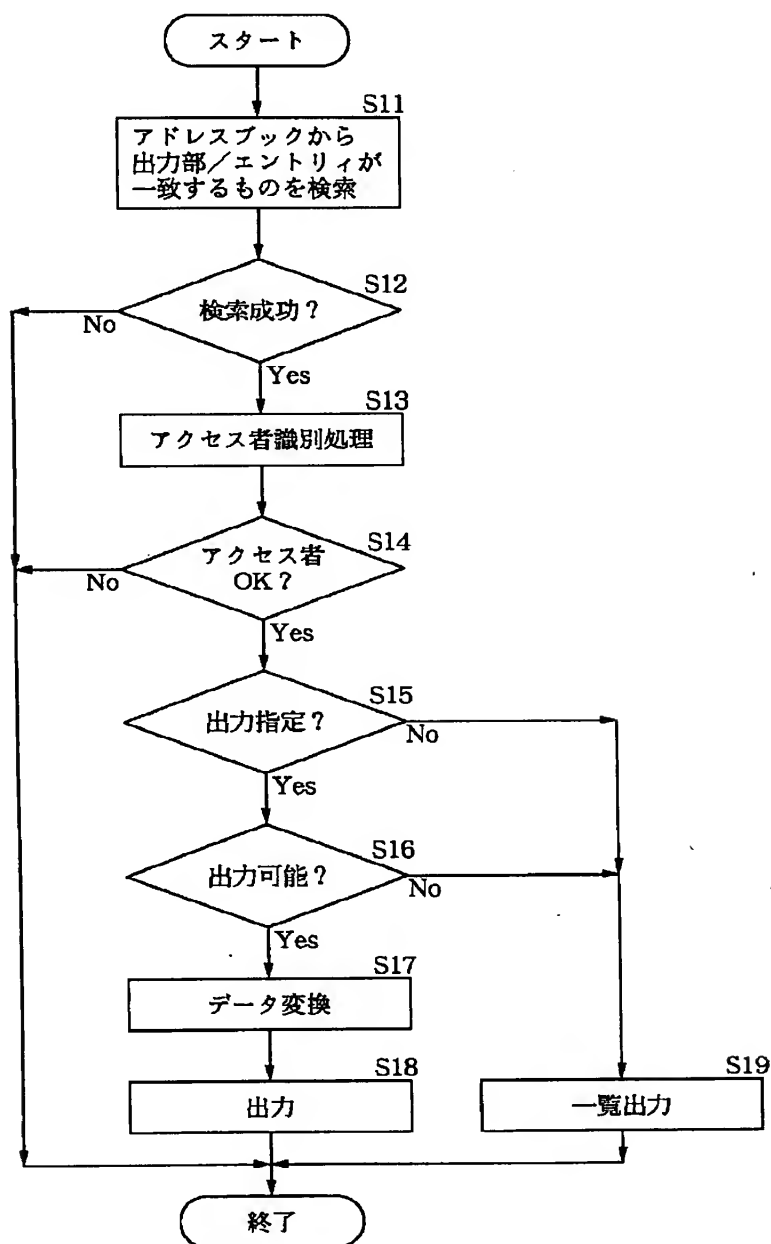 スタート
S11
アドレスブックから
出力部／エントリィが
一致するものを検索
S12
検索成功？
No
Yes
S13
アクセス者識別処理
S14
アクセス者
OK？
No
Yes
S15
出力指定？
No
Yes
S16
出力可能？
No
Yes
S17
データ変換
S18
出力
S19
一覧出力
終了